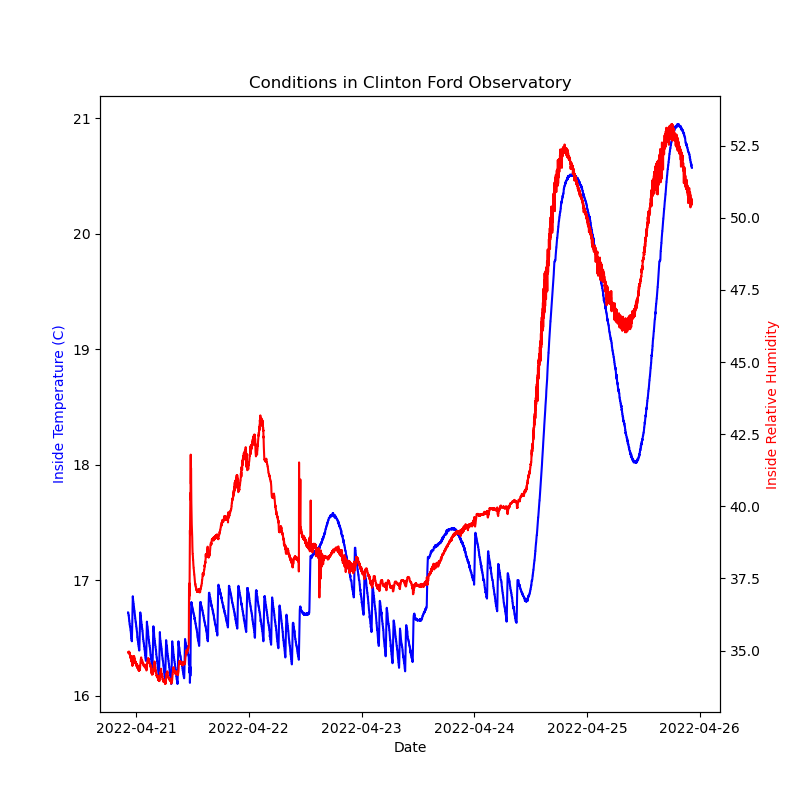 Conditions in Clinton Ford Observatory
21
20
19
18
17
16
Inside Temperature (C)
52.5
50.0
47.5
45.0
42.5
40.0
37.5
35.0
Inside Relative Humidity
2022-04-21 2022-04-22 2022-04-23 2022-04-24 2022-04-25 2022-04-26
Date